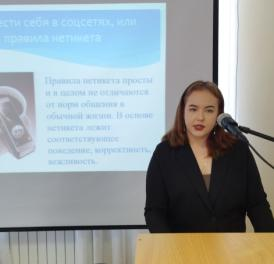 ести себя в соцсетях, или
правила нетикета
Правила нетикета просты
и в целом не отличаются
от норм общения в
обычной жизни. В основе
нетикета лежит
соответствующее
поведение, корректность,
вежливость.